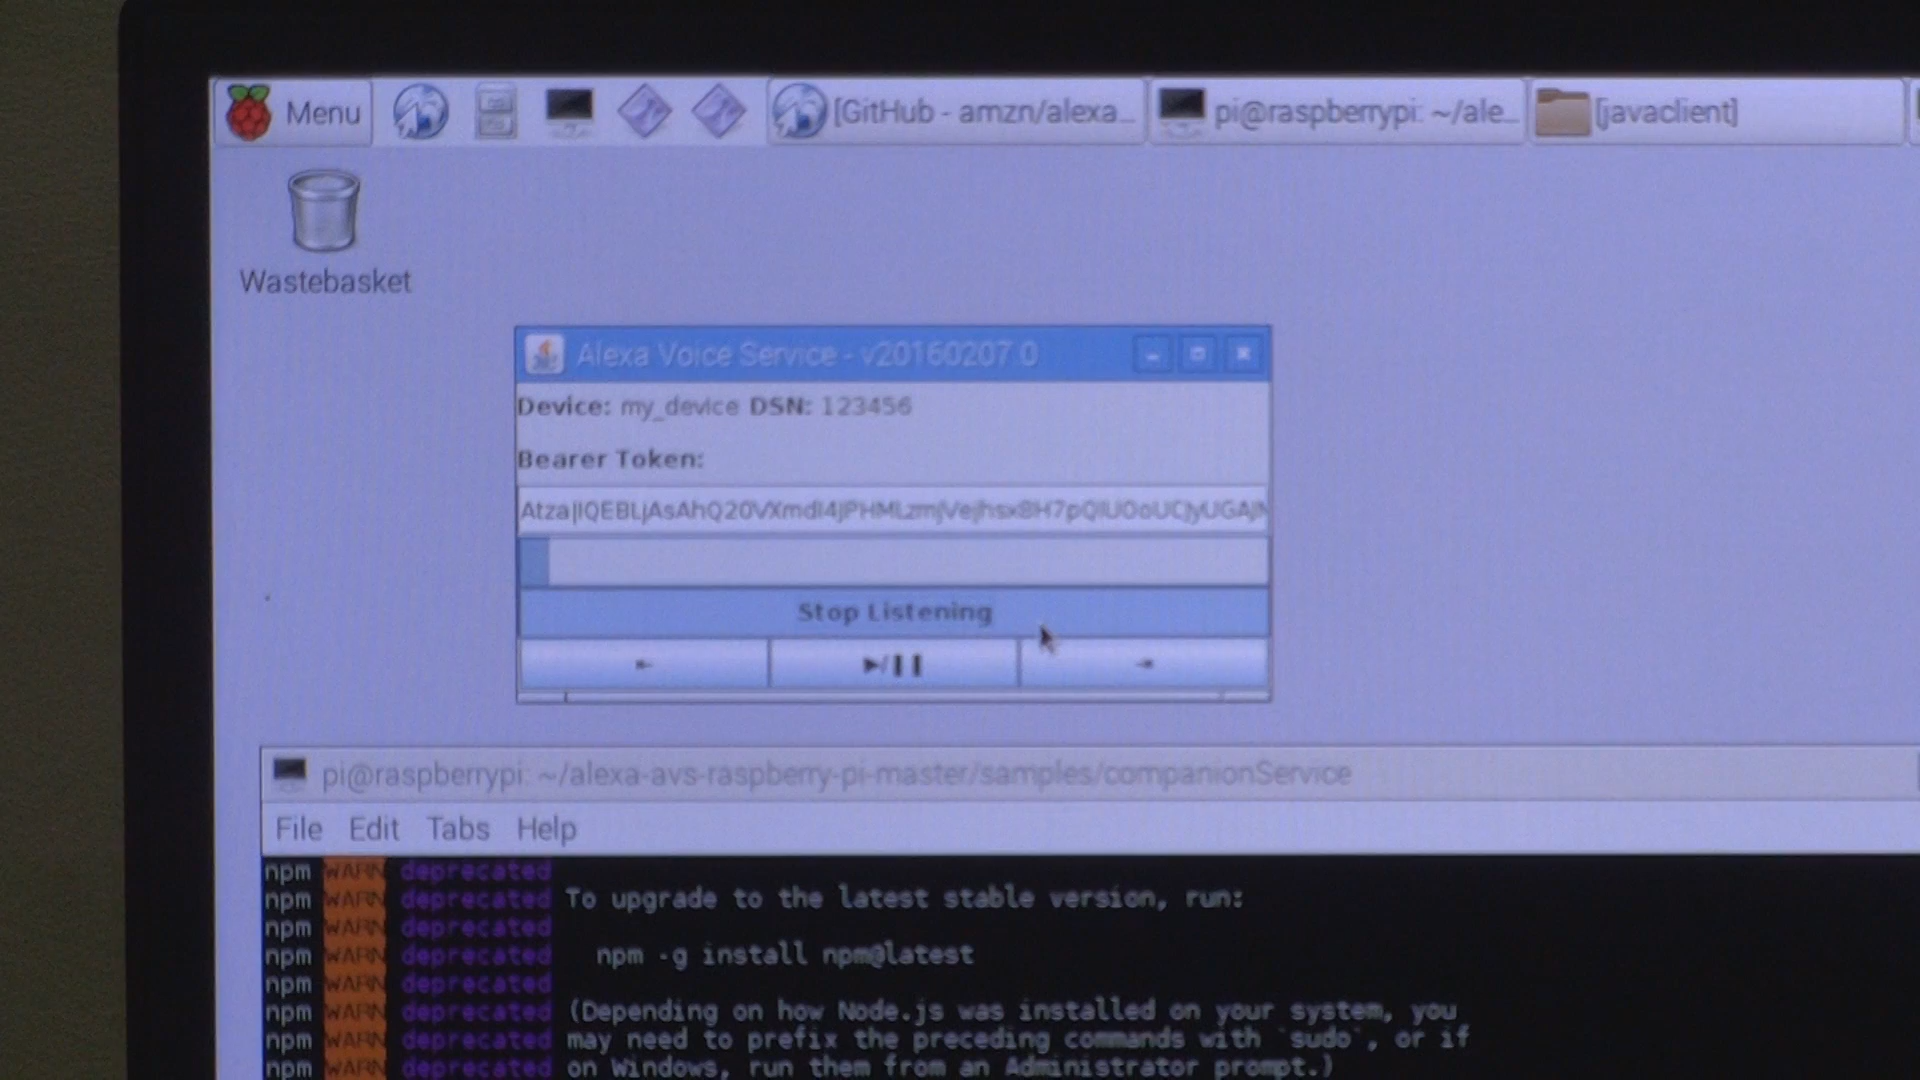 Menu
[GitHub - amzn/alexa...
pi@raspberrypi: ~/ale...
[javaclient]
Wastebasket
Alexa Voice Service - v20160207.0
Device: my_device DSN: 123456
Bearer Token:
Stop Listening
pi@raspberrypi: ~/alexa-avs-raspberry-pi-master/samples/companionService
File Edit Tabs Help
npm WARN deprecated
npm WARN deprecated To upgrade to the latest stable version, run:
npm WARN deprecated
npm WARN deprecated npm -g install npm@latest
npm WARN deprecated
npm WARN deprecated (Depending on how Node.js was installed on your system, you
npm WARN deprecated may need to prefix the preceding commands with `sudo`, or if
npm WARN deprecated on Windows, run them from an Administrator prompt.)